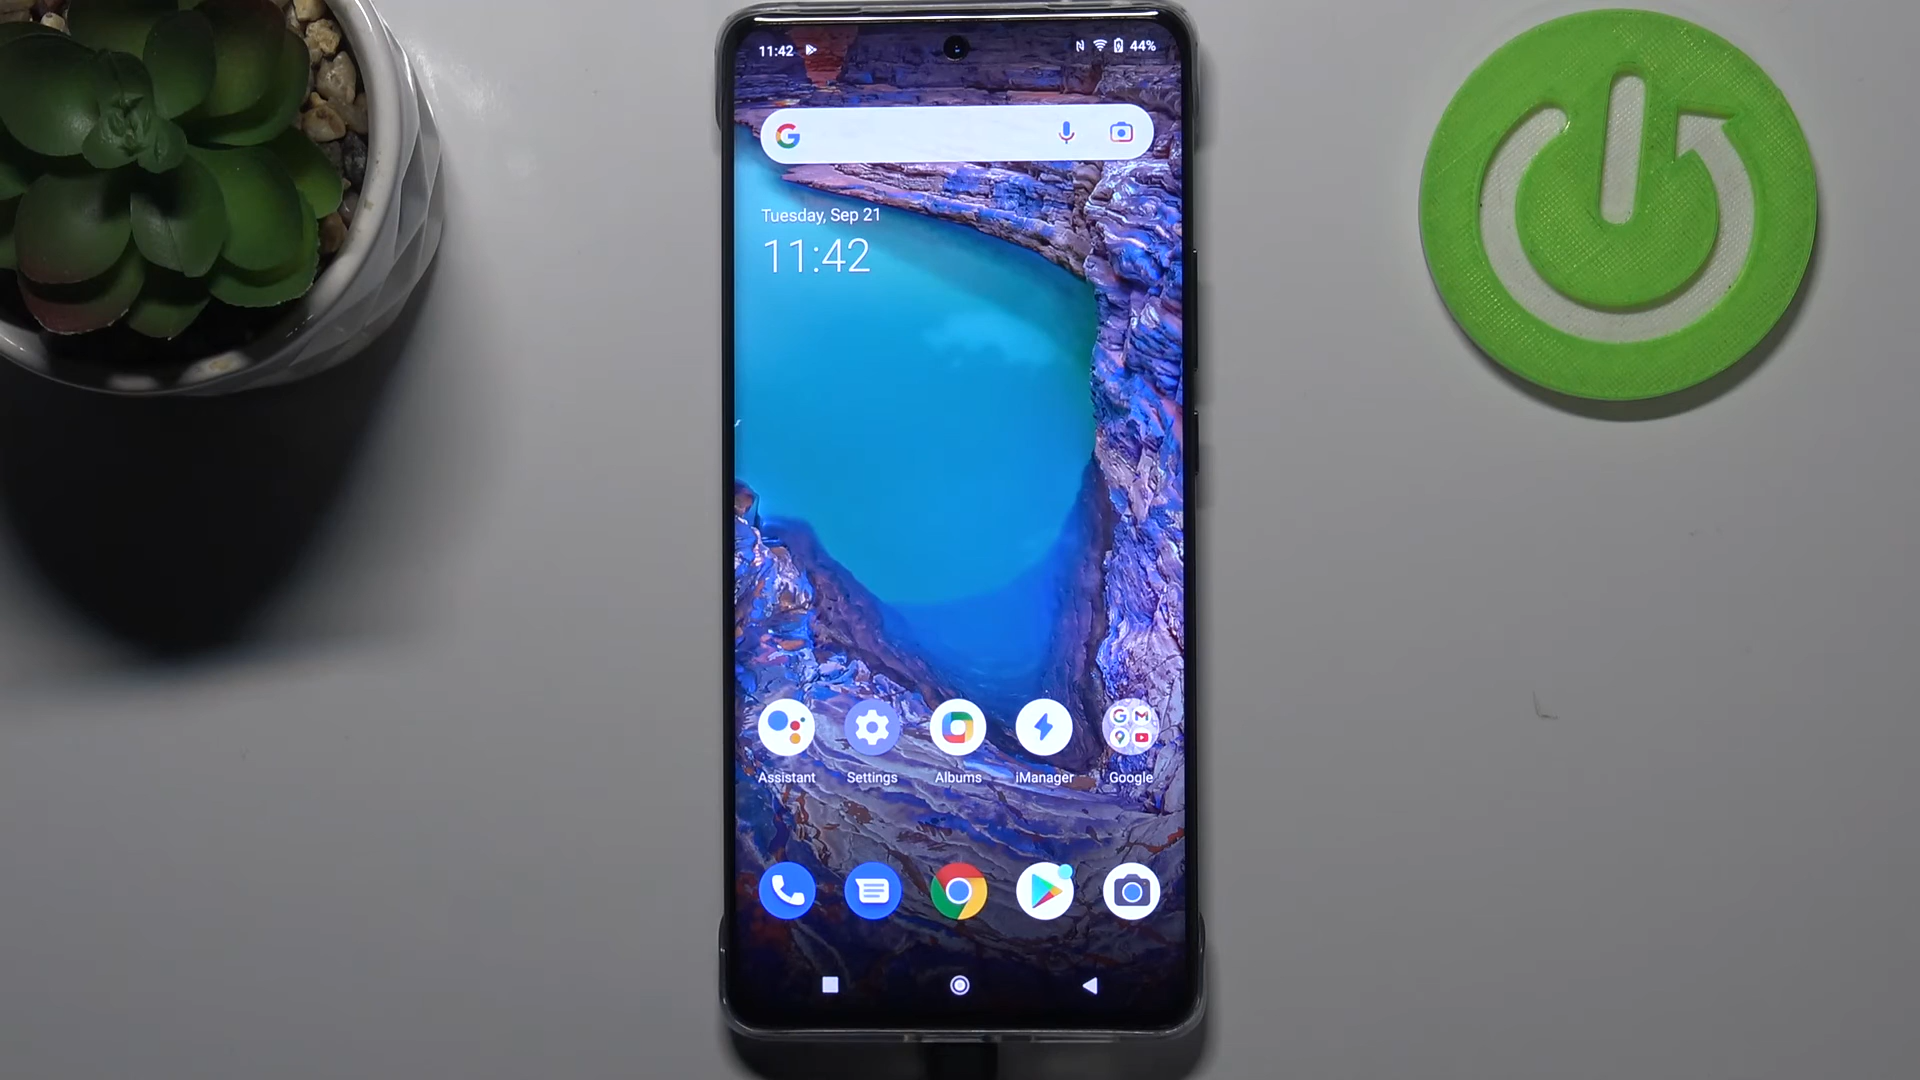 11:42
44%
Tuesday, Sep 21
11:42
Assistant
Settings
Albums
iManager
Google